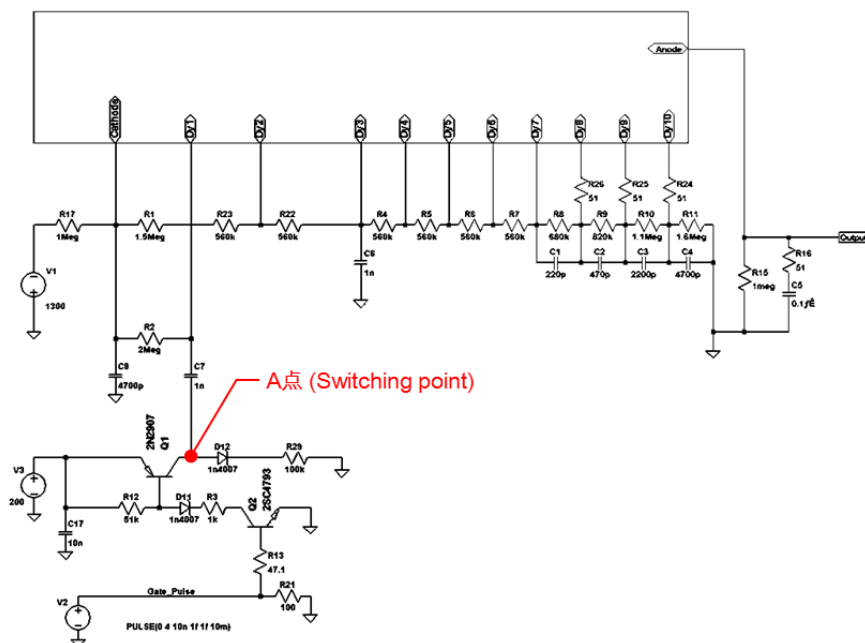 Anode
Cathode
Dy1
Dy2
Dy3
Dy4
Dy5
Dy6
Dy7
Dy8
Dy9
Dy10
R26
51
R25
51
R24
51
R17
1Meg
R1
1.5Meg
R23
560k
R22
560k
R4
560k
R5
560k
R6
560k
R7
560k
R8
680k
R9
820k
R10
1.1Meg
R11
1.6Meg
Output
V1
1300
C6
1n
C1
220p
C2
470p
C3
2200p
C4
4700p
R15
1meg
R16
51
C5
0.1ƒÊ
R2
2Meg
4700p
C7
1n
A点 (Switching point)
2N2907
Q1
D12
1n4007
R29
100k
V3
200
C17
10n
R12
51k
D11
1n4007
R3
1k
Q2
2SC4793
R13
47.1
V2
Gate_Pulse
R21
100
PULSE(0 4 10n 1f 1f 10m)